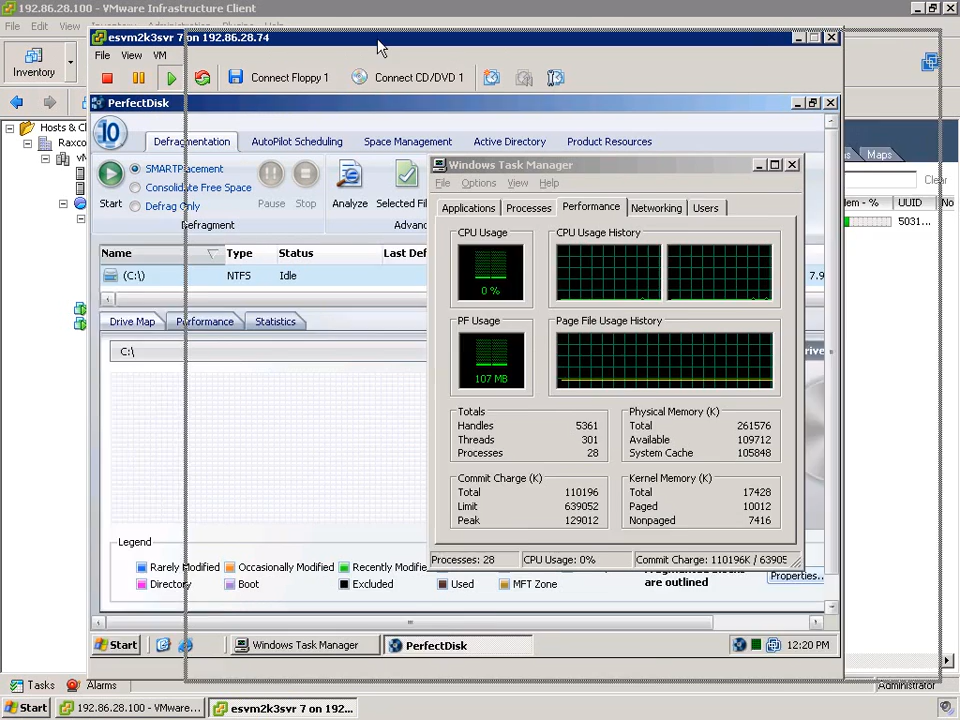 192.86.28.100 - VMware Infrastructure Client
File Edit View
Inventory
esvm2k3svr 7 on 192.86.28.74
File View VM
Connect Floppy 1 Connect CD/DVD 1
Hosts & Cl
Raxco
vM
Maps
Clear
UUID No
5031...
PerfectDisk
10
Defragmentation AutoPilot Scheduling Space Management Active Directory Product Resources
SMARTPlacement
Consolidate Free Space
Defrag Only
Start Pause Stop Analyze Selected Fil
Defragment Advanc
Name Type Status Last Def
(C:\) NTFS Idle 7.9
Drive Map Performance Statistics
C:\
Legend
Rarely Modified Occasionally Modified Recently Modifie
Directory Boot Excluded Used MFT Zone
are outlined
Properties..
Windows Task Manager
File Options View Help
Applications Processes Performance Networking Users
CPU Usage CPU Usage History
0 %
PF Usage Page File Usage History
107 MB
Totals
Handles 5361
Threads 301
Processes 28
Physical Memory (K)
Total 261576
Available 109712
System Cache 105848
Commit Charge (K)
Total 110196
Limit 639052
Peak 129012
Kernel Memory (K)
Total 17428
Paged 10012
Nonpaged 7416
Processes: 28 CPU Usage: 0% Commit Charge: 110196K / 63905
Start Windows Task Manager PerfectDisk 12:20 PM
Tasks Alarms Administrator
Start 192.86.28.100 - VMware... esvm2k3svr 7 on 192...